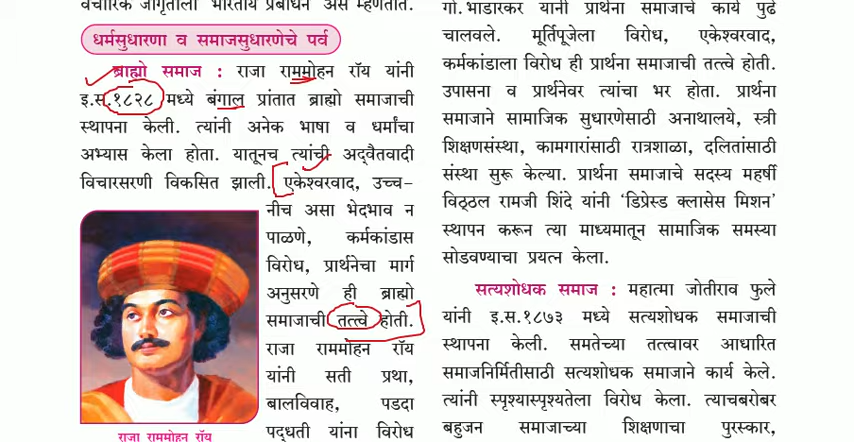 वैचारिक जागृतीला भारतीय प्रबोधन असे म्हणतात.
धर्मसुधारणा व समाजसुधारणेचे पर्व
ब्राह्मो समाज : राजा राममोहन रॉय यांनी
इ.स.१८२८ मध्ये बंगाल प्रांतात ब्राह्मो समाजाची
स्थापना केली. त्यांनी अनेक भाषा व धर्मांचा
अभ्यास केला होता. यातूनच त्यांची अद्‌वैतवादी
विचारसरणी विकसित झाली. एकेश्वरवाद, उच्च-
नीच असा भेदभाव न
पाळणे, कर्मकांडास
विरोध, प्रार्थनेचा मार्ग
अनुसरणे ही ब्राह्मो
समाजाची तत्त्वे होती.
राजा राममोहन रॉय
यांनी सती प्रथा,
बालविवाह, पडदा
पद्धती यांना विरोध
राजा राममोहन रॉय
गो.भांडारकर यांनी प्रार्थना समाजाचे कार्य पुढे
चालवले. मूर्तिपूजेला विरोध, एकेश्वरवाद,
कर्मकांडाला विरोध ही प्रार्थना समाजाची तत्त्वे होती.
उपासना व प्रार्थनेवर त्यांचा भर होता. प्रार्थना
समाजाने सामाजिक सुधारणेसाठी अनाथालये, स्त्री
शिक्षणसंस्था, कामगारांसाठी रात्रशाळा, दलितांसाठी
संस्था सुरू केल्या. प्रार्थना समाजाचे सदस्य महर्षी
विठ्ठल रामजी शिंदे यांनी ‘डिप्रेस्ड क्लासेस मिशन’
स्थापन करून त्या माध्यमातून सामाजिक समस्या
सोडवण्याचा प्रयत्न केला.
सत्यशोधक समाज : महात्मा जोतीराव फुले
यांनी इ.स.१८७३ मध्ये सत्यशोधक समाजाची
स्थापना केली. समतेच्या तत्त्वावर आधारित
समाजनिर्मितीसाठी सत्यशोधक समाजाने कार्य केले.
त्यांनी स्पृश्यास्पृश्यतेला विरोध केला. त्याचबरोबर
बहुजन समाजाच्या शिक्षणाचा पुरस्कार,